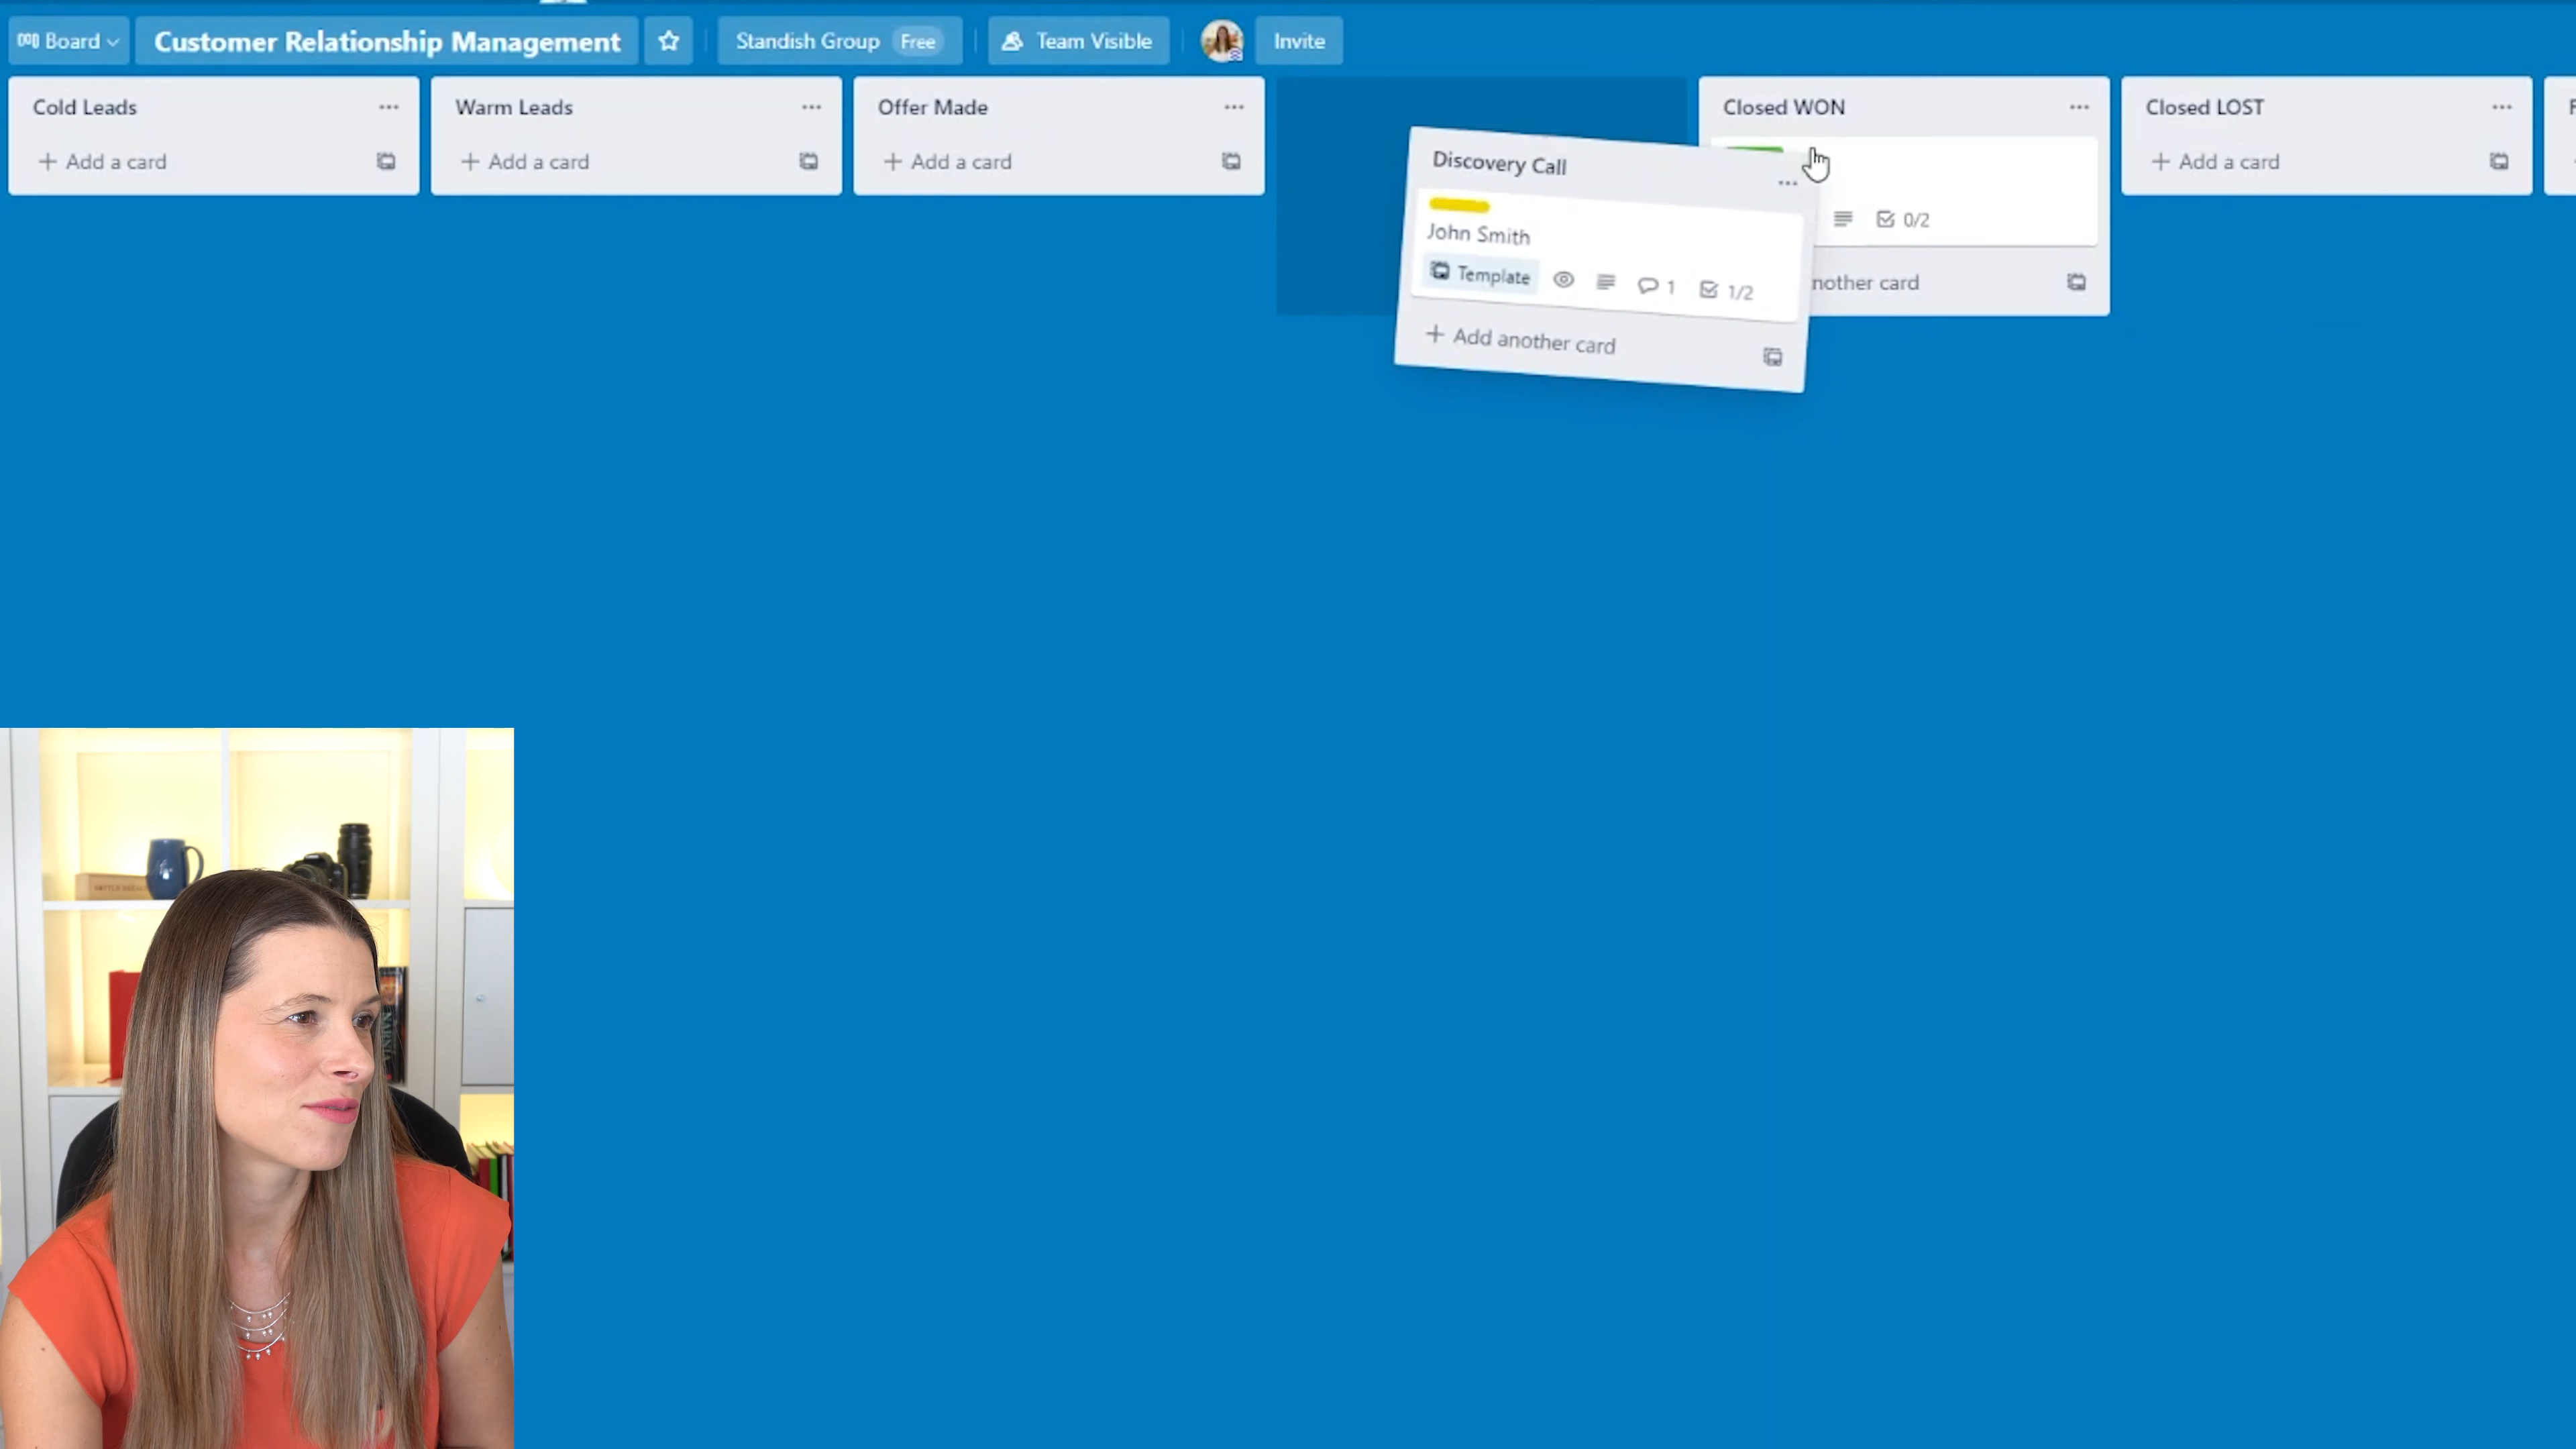 Board
Customer Relationship Management
Standish Group Free
Team Visible
Invite
Cold Leads
+ Add a card
Warm Leads
+ Add a card
Offer Made
+ Add a card
Discovery Call
John Smith
Template 1 1/2
+ Add another card
Closed WON
0/2
nother card
Closed LOST
+ Add a card
NARNIA